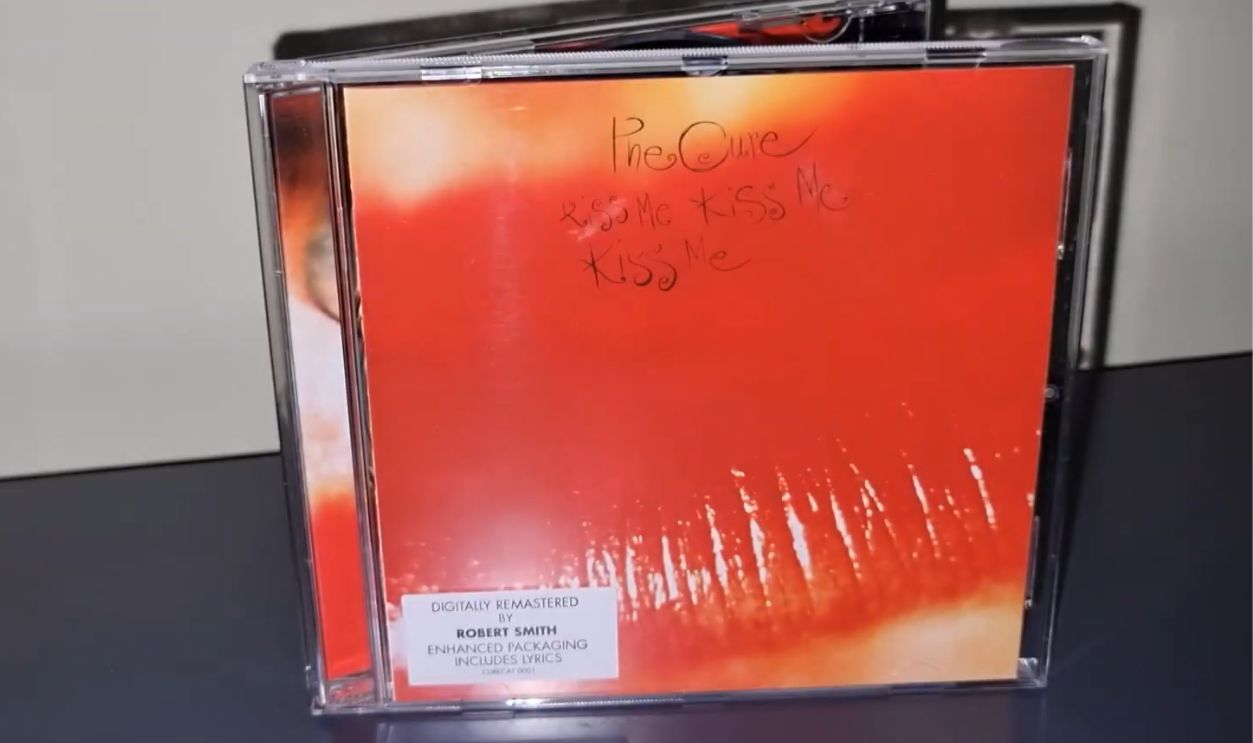 The Cure
Kiss Me Kiss Me
Kiss Me
DIGITALLY REMASTERED
BY
ROBERT SMITH
ENHANCED PACKAGING
INCLUDES LYRICS